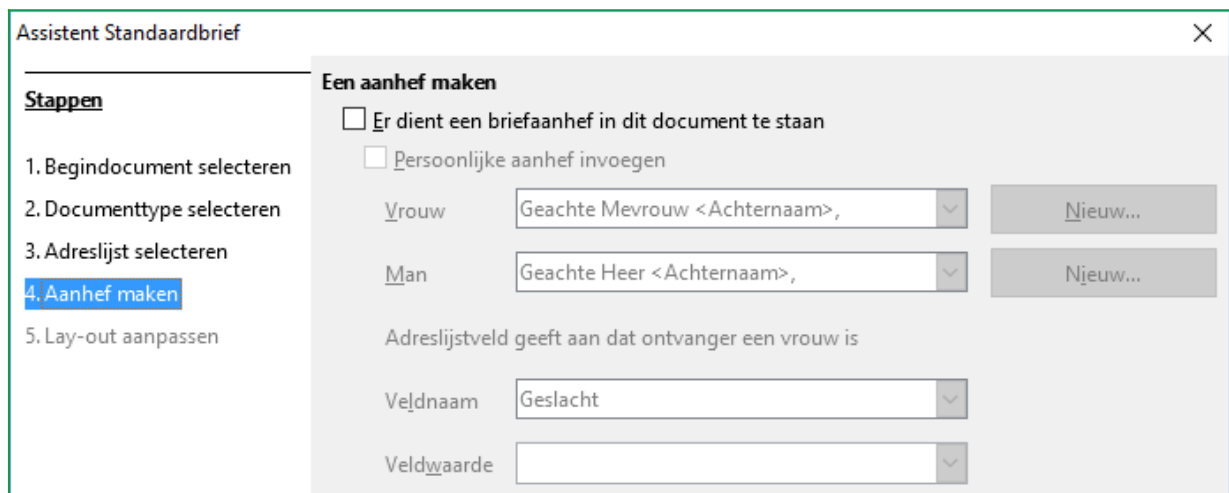 Assistent Standaardbrief
Stappen
1. Begindocument selecteren
2. Documenttype selecteren
3. Adreslijst selecteren
4. Aanhef maken
5. Lay-out aanpassen
Een aanhef maken
Er dient een briefaanhef in dit document te staan
Persoonlijke aanhef invoegen
Vrouw Geachte Mevrouw <Achternaam>, Nieuw...
Man Geachte Heer <Achternaam>, Nieuw...
Adreslijstveld geeft aan dat ontvanger een vrouw is
Veldnaam Geslacht
Veldwaarde